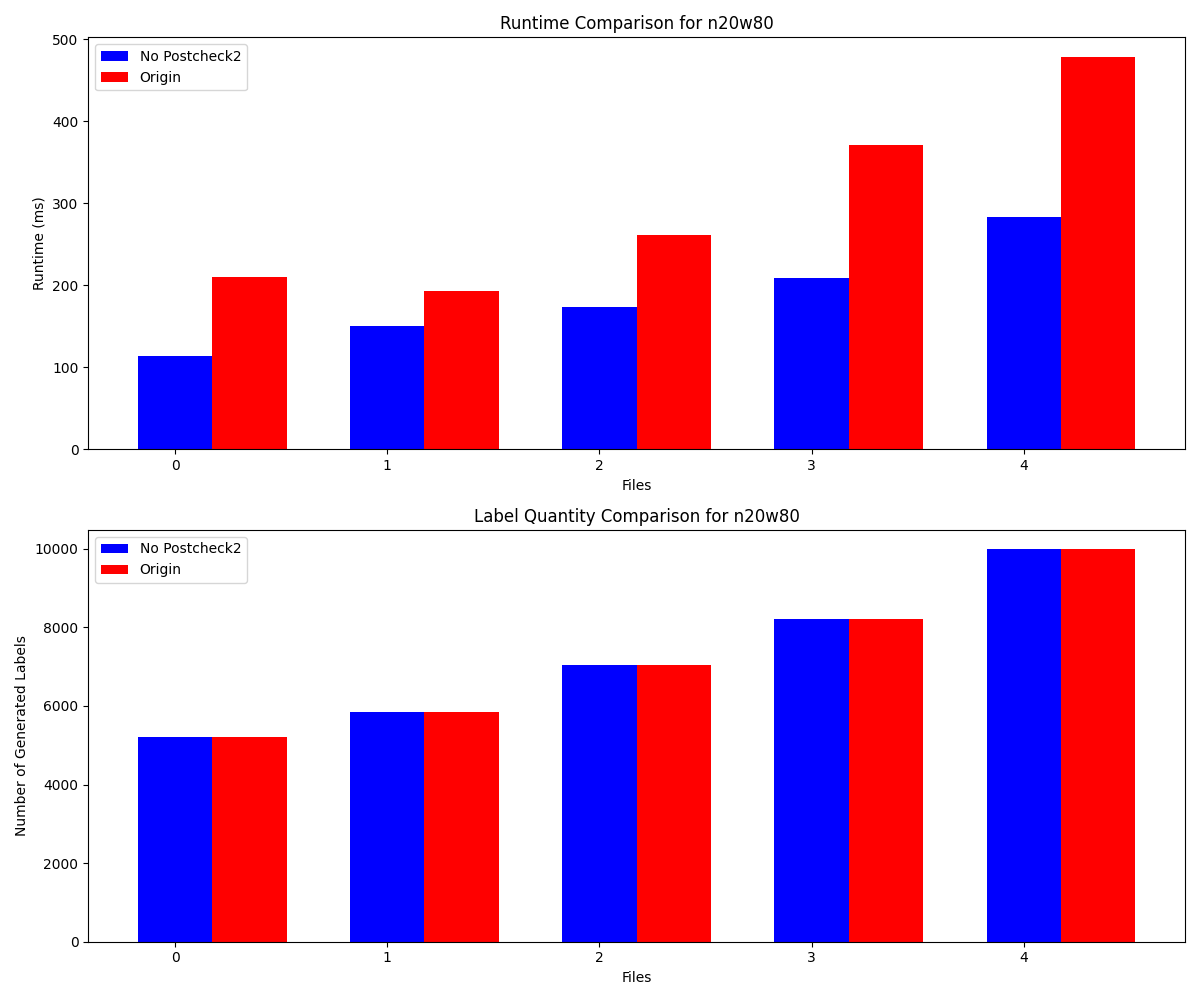 Runtime Comparison for n20w80
500
400
300
200
100
0
Runtime (ms)
No Postcheck2
Origin
0 1 2 3 4
Files
Label Quantity Comparison for n20w80
10000
8000
6000
4000
2000
0
Number of Generated Labels
No Postcheck2
Origin
0 1 2 3 4
Files